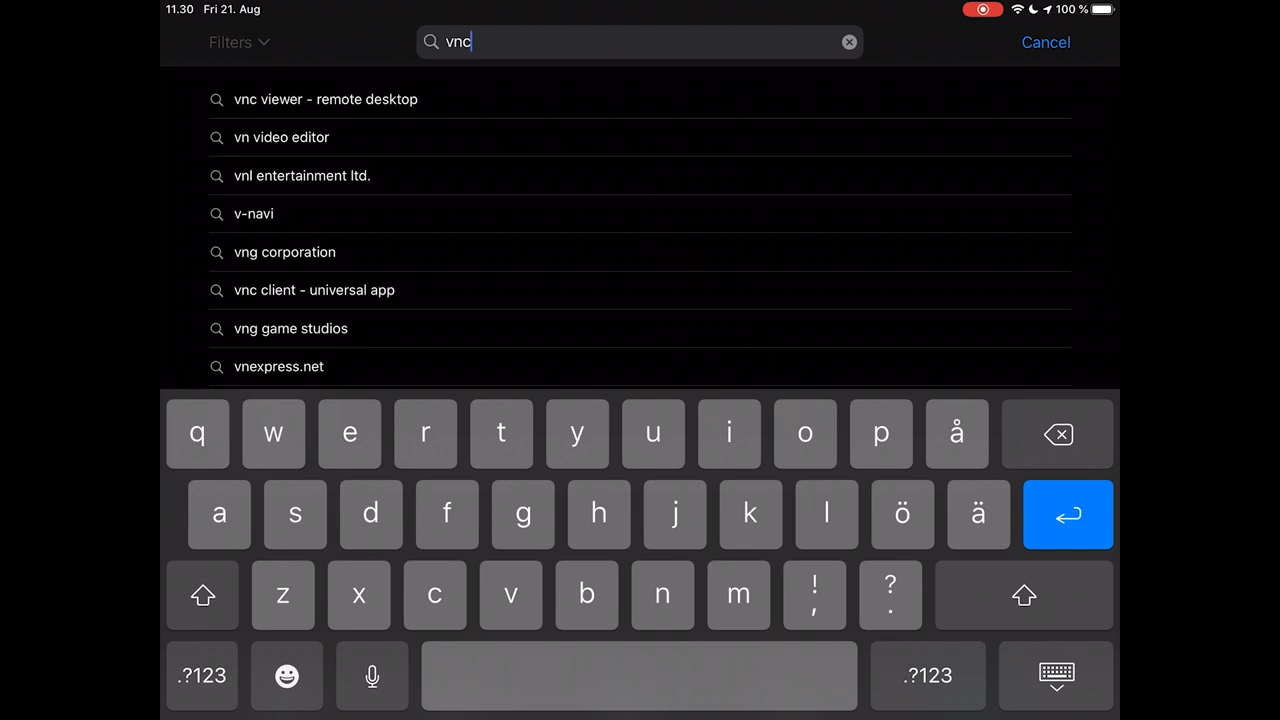 11.30 Fri 21. Aug 100 %
Filters vnc Cancel
vnc viewer - remote desktop
vn video editor
vnl entertainment ltd.
v-navi
vng corporation
vnc client - universal app
vng game studios
vnexpress.net
q w e r t y u i o p å
a s d f g h j k l ö ä
z x c v b n m ! , ? .
.?123 .?123